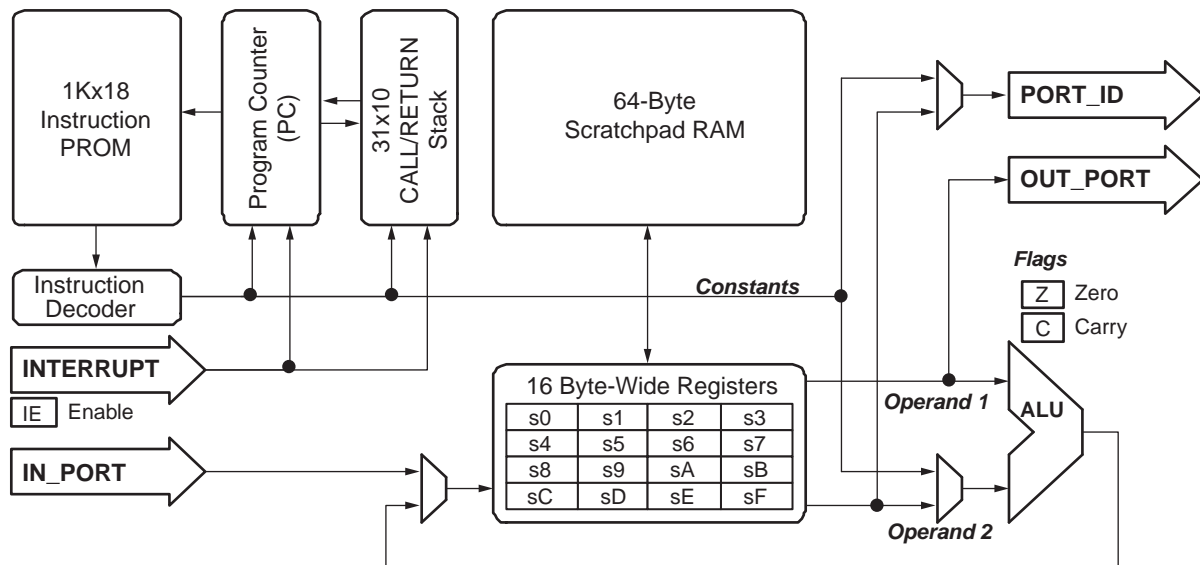 1Kx18
Instruction
PROM
Program Counter
(PC)
31x10
CALL/RETURN
Stack
64-Byte
Scratchpad RAM
PORT_ID
OUT_PORT
Instruction
Decoder
Constants
Flags
Z Zero
C Carry
INTERRUPT
IE Enable
IN_PORT
16 Byte-Wide Registers
s0 s1 s2 s3
s4 s5 s6 s7
s8 s9 sA sB
sC sD sE sF
Operand 1
ALU
Operand 2